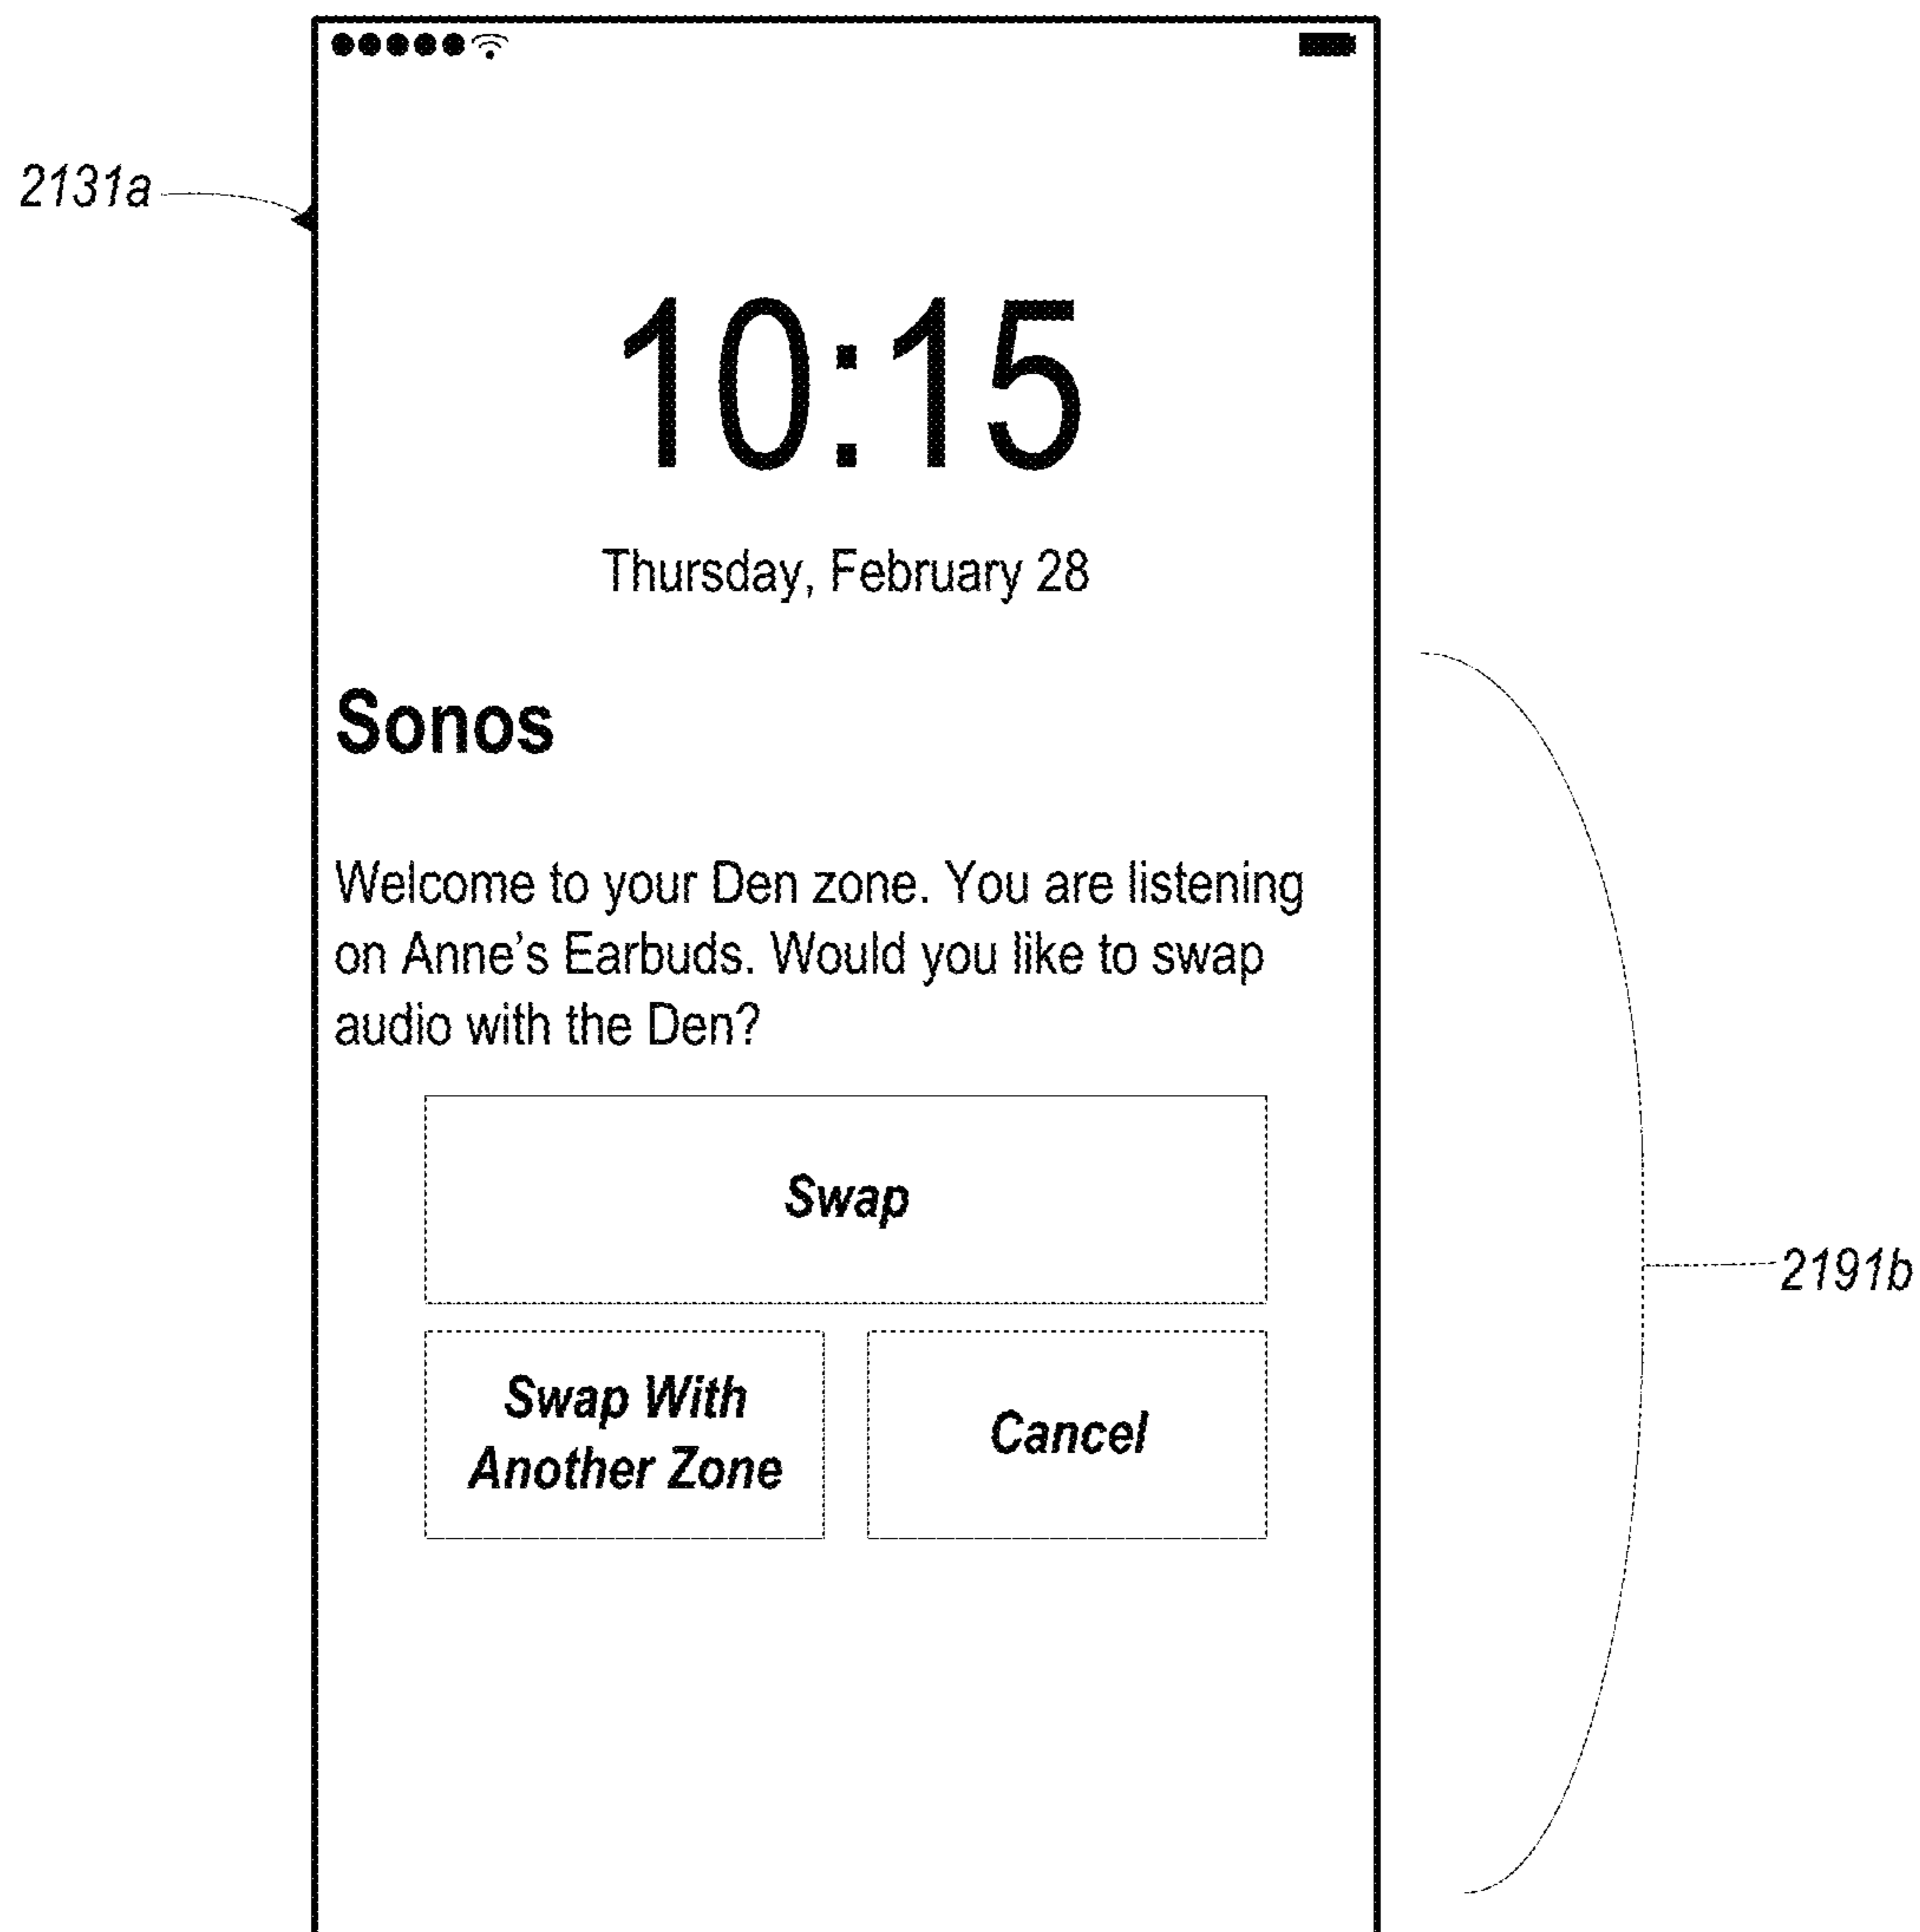 2131a
10:15
Thursday, February 28
Sonos
Welcome to your Den zone. You are listening
on Anne's Earbuds. Would you like to swap
audio with the Den?
Swap
2191b
Swap With
Another Zone
Cancel